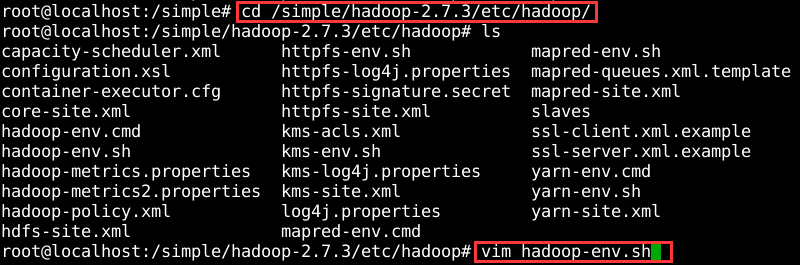 root@localhost:/simple# cd /simple/hadoop-2.7.3/etc/hadoop/
root@localhost:/simple/hadoop-2.7.3/etc/hadoop# ls
capacity-scheduler.xml httpfs-env.sh mapred-env.sh
configuration.xsl httpfs-log4j.properties mapred-queues.xml.template
container-executor.cfg httpfs-signature.secret mapred-site.xml
core-site.xml httpfs-site.xml slaves
hadoop-env.cmd kms-acls.xml ssl-client.xml.example
hadoop-env.sh kms-env.sh ssl-server.xml.example
hadoop-metrics.properties kms-log4j.properties yarn-env.cmd
hadoop-metrics2.properties kms-site.xml yarn-env.sh
hadoop-policy.xml log4j.properties yarn-site.xml
hdfs-site.xml mapred-env.cmd
root@localhost:/simple/hadoop-2.7.3/etc/hadoop# vim hadoop-env.sh